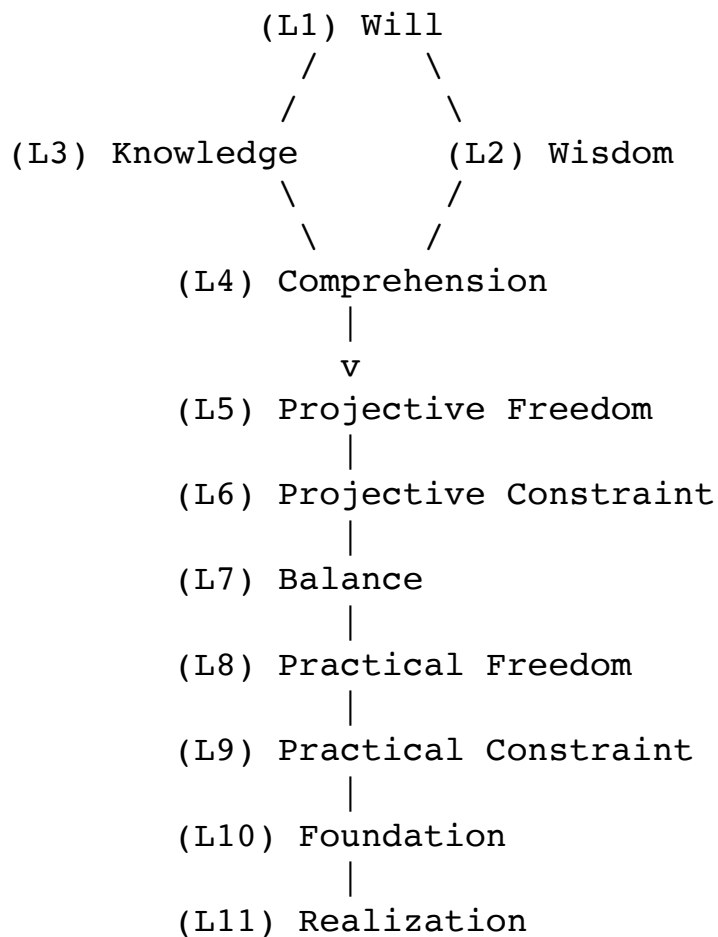 (L1) Will
(L3) Knowledge (L2) Wisdom
(L4) Comprehension
v
(L5) Projective Freedom
(L6) Projective Constraint
(L7) Balance
(L8) Practical Freedom
(L9) Practical Constraint
(L10) Foundation
(L11) Realization